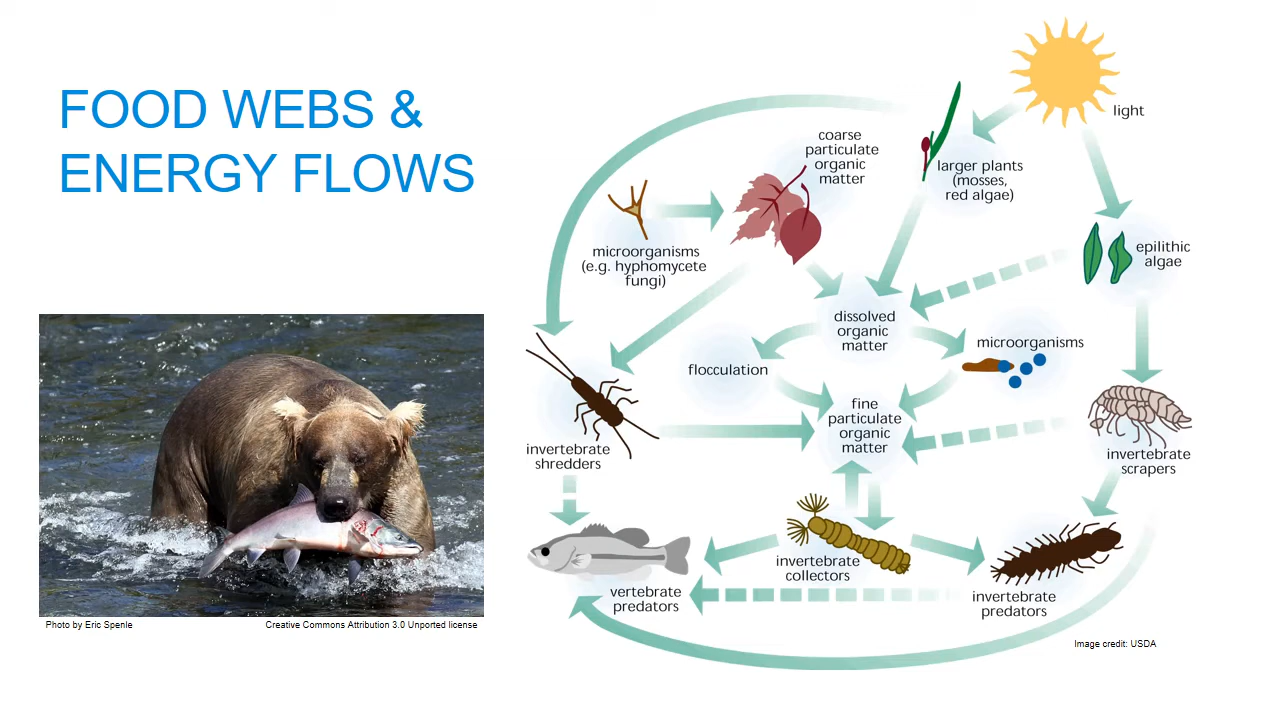 FOOD WEBS &
ENERGY FLOWS
light
coarse
particulate
organic
matter
larger plants
(mosses,
red algae)
microorganisms
(e.g. hyphomycete
fungi)
epilithic
algae
dissolved
organic
matter
microorganisms
flocculation
fine
particulate
organic
matter
invertebrate
shredders
invertebrate
scrapers
invertebrate
collectors
vertebrate
predators
invertebrate
predators
Photo by Eric Spenle
Creative Commons Attribution 3.0 Unported license
Image credit: USDA